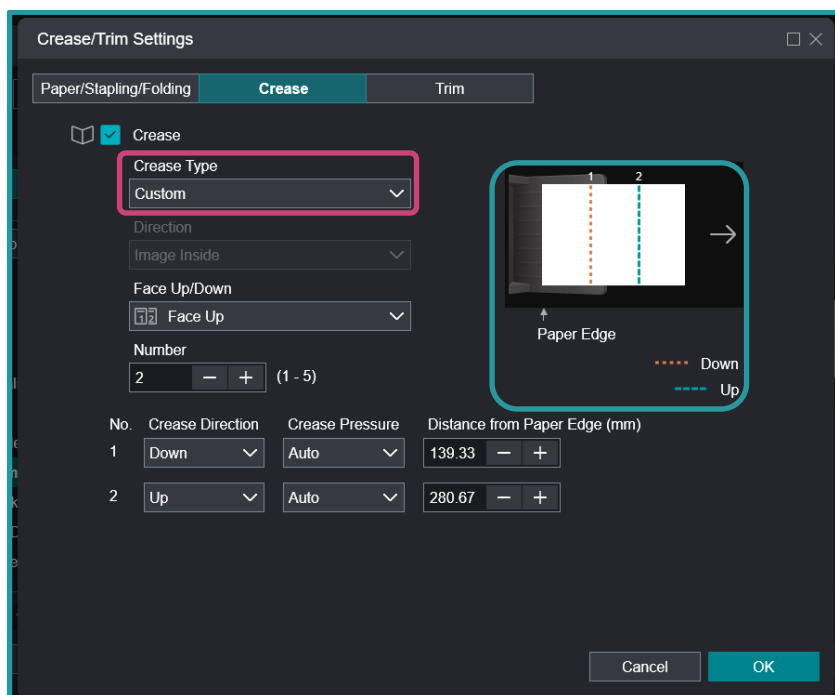 Crease/Trim Settings
Paper/Stapling/Folding Crease Trim
Crease
Crease Type
Custom
Direction
Image Inside
Face Up/Down
12 Face Up
Number
2 (1 - 5)
1 2
Paper Edge
Down
Up
No. Crease Direction Crease Pressure Distance from Paper Edge (mm)
1 Down Auto 139.33
2 Up Auto 280.67
Cancel OK